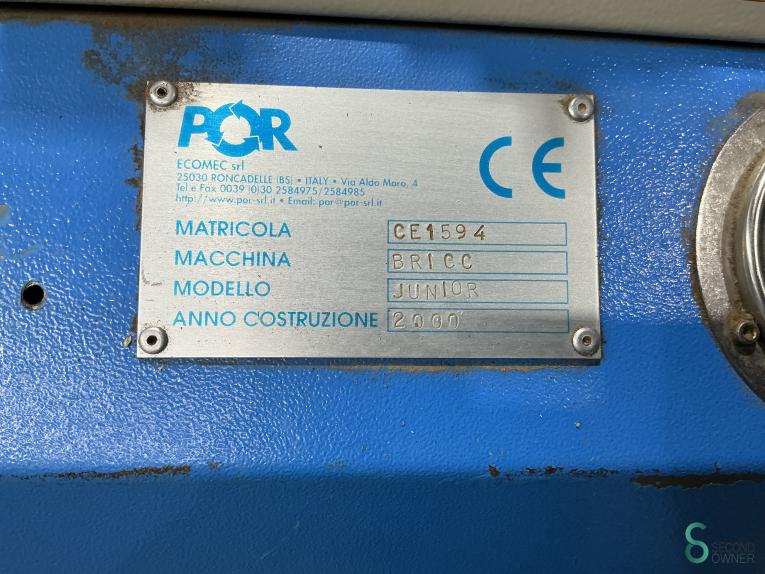 POR
ECOMEC srl
25030 RONCADELLE (BS) • ITALY • Via Aldo Moro, 4
Tel e Fax 0039 (0)30 2584975/2584985
http://www.por-srl.it • Email: por@por-srl.it
CE
MATRICOLA CE1594
MACCHINA BRICC
MODELLO JUNIOR
ANNO COSTRUZIONE 2000
SECOND
OWNER